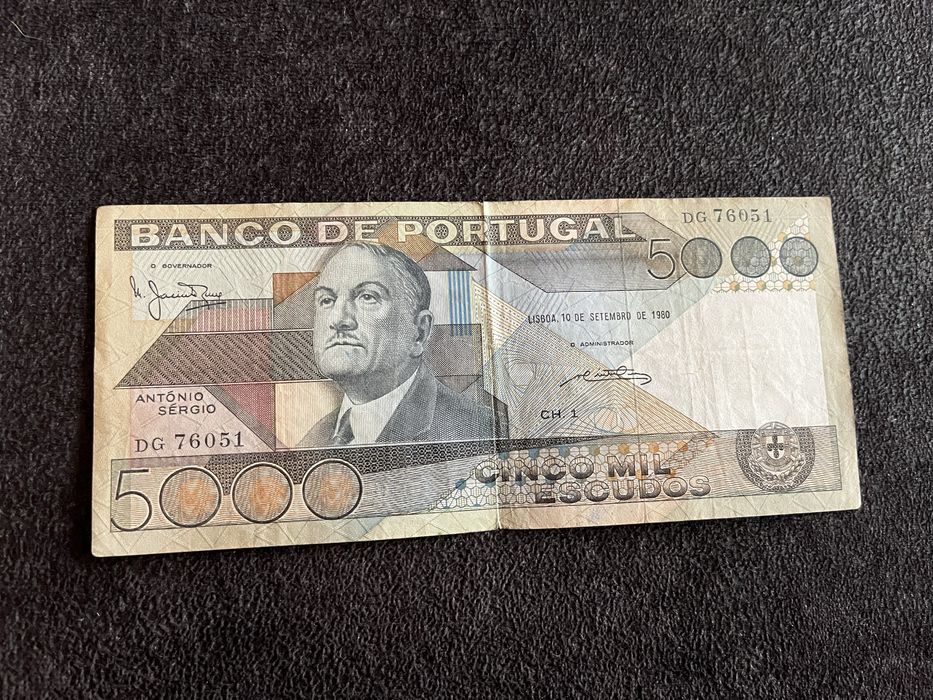 BANCO DE PORTUGAL
DG 76051
5000
O GOVERNADOR
LISBOA, 10 DE SETEMBRO DE 1980
O ADMINISTRADOR
ANTÓNIO
SÉRGIO
CH. 1
DG 76051
5000
CINCO MIL
ESCUDOS